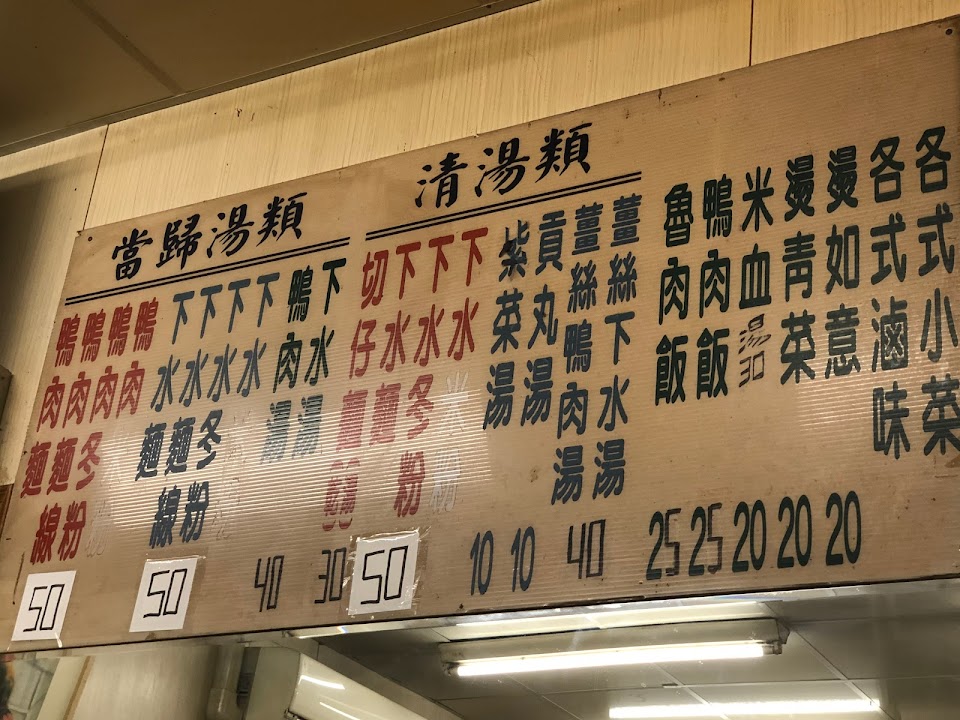 當歸湯類
鴨肉麵
鴨肉麵線
鴨肉冬粉
鴨肉
50
下水麵
下水麵線
下水冬粉
下水
50
鴨肉湯
40
下水湯
30
清湯類
切仔麵
下水麵
下水冬粉
下水米粉
50
紫菜湯
10
貢丸湯
10
薑絲鴨肉湯
薑絲下水湯
40
魯肉飯
25
鴨肉飯
25
米血湯30
20
燙青菜
20
燙如意
20
各式滷味
各式小菜